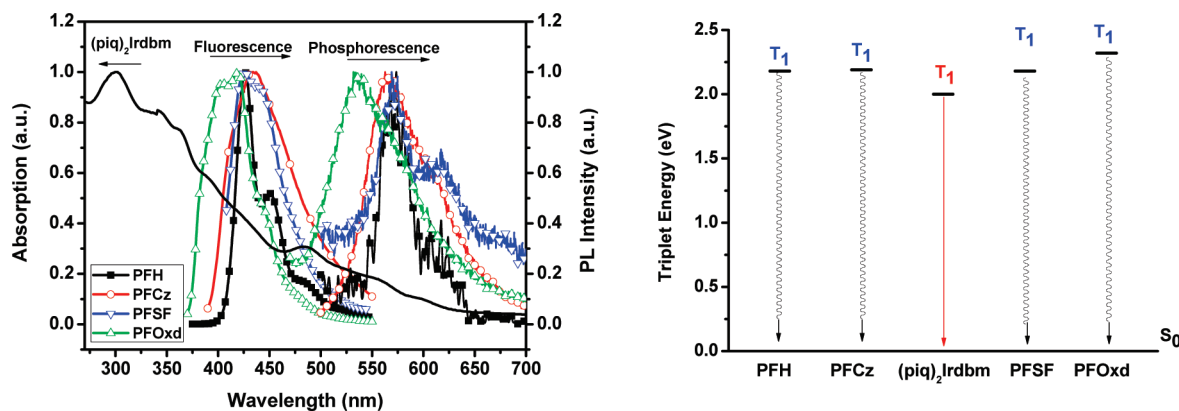 1.2
1.0
0.8
0.6
0.4
0.2
0.0
Absorption (a.u.)
(piq)2Irdbm
Fluorescence
Phosphorescence
PFH
PFCz
PFSF
PFOxd
1.2
1.0
0.8
0.6
0.4
0.2
0.0
PL Intensity (a.u.)
300 350 400 450 500 550 600 650 700
Wavelength (nm)
2.5
2.0
1.5
1.0
0.5
0.0
Triplet Energy (eV)
T1 T1 T1 T1 T1
S0
PFH PFCz (piq)2Irdbm PFSF PFOxd